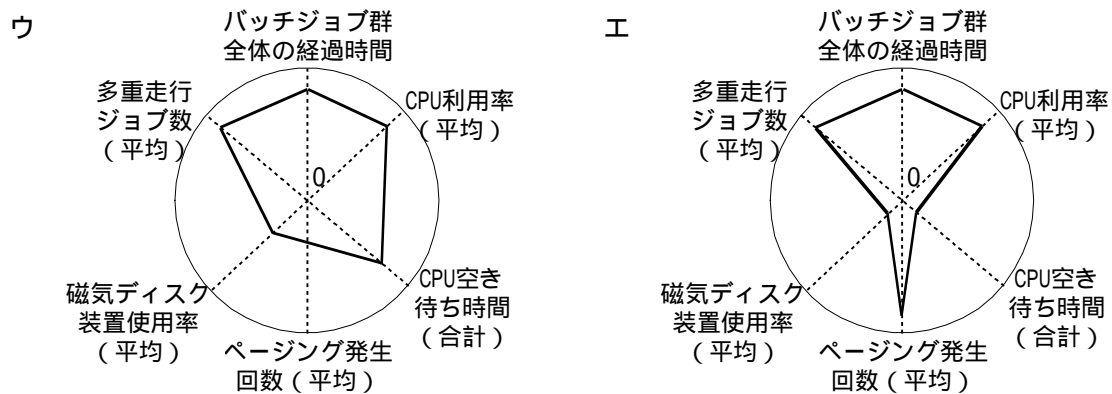 ウ
バッチジョブ群
全体の経過時間
多重走行
ジョブ数
（平均）
CPU利用率
（平均）
0
磁気ディスク
装置使用率
（平均）
CPU空き
待ち時間
（合計）
ページング発生
回数（平均）
エ
バッチジョブ群
全体の経過時間
多重走行
ジョブ数
（平均）
CPU利用率
（平均）
0
磁気ディスク
装置使用率
（平均）
CPU空き
待ち時間
（合計）
ページング発生
回数（平均）